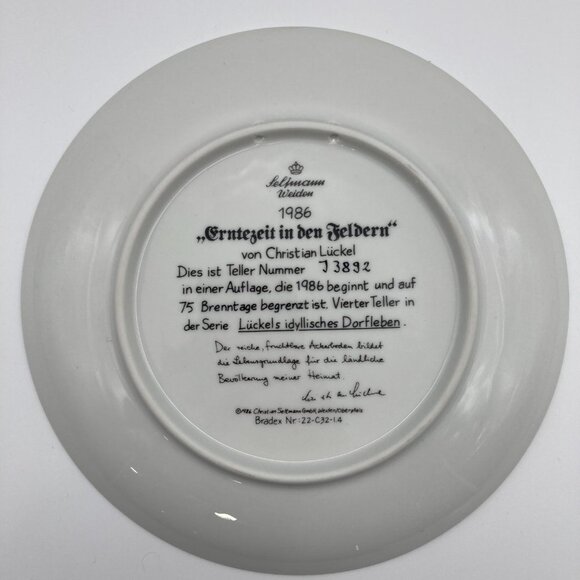 Seltmann
Weiden
1986
„Erntezeit in den Feldern“
von Christian Lückel
Dies ist Teller Nummer J3892
in einer Auflage, die 1986 beginnt und auf
75 Brenntage begrenzt ist. Vierter Teller in
der Serie Lückels idyllisches Dorfleben.
Der reiche, fruchtbare Ackerboden bildet
die Lebensgrundlage für die ländliche
Bevölkerung meiner Heimat.
©1986 Christian Seltmann GmbH, Weiden/Oberpfalz
Bradex Nr.: 22-C32-1.4